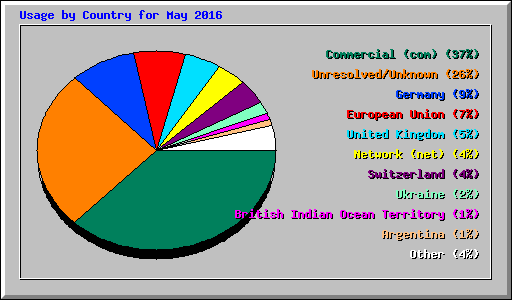 Usage by Country for May 2016
Commercial (com) (37%)
Unresolved/Unknown (26%)
Germany (9%)
European Union (7%)
United Kingdom (5%)
Network (net) (4%)
Switzerland (4%)
Ukraine (2%)
British Indian Ocean Territory (1%)
Argentina (1%)
Other (4%)